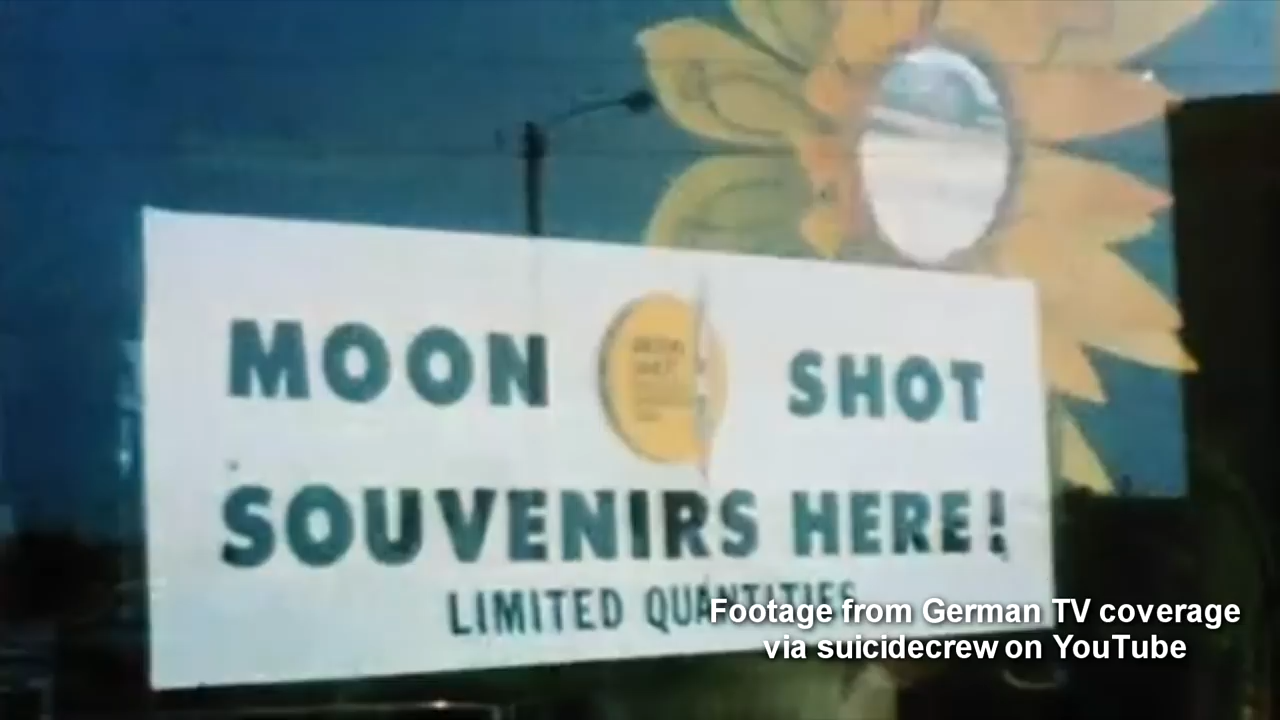 MOON SHOT
SOUVENIRS HERE!
LIMITED QUANTITIES
Footage from German TV coverage
via suicidecrew on YouTube